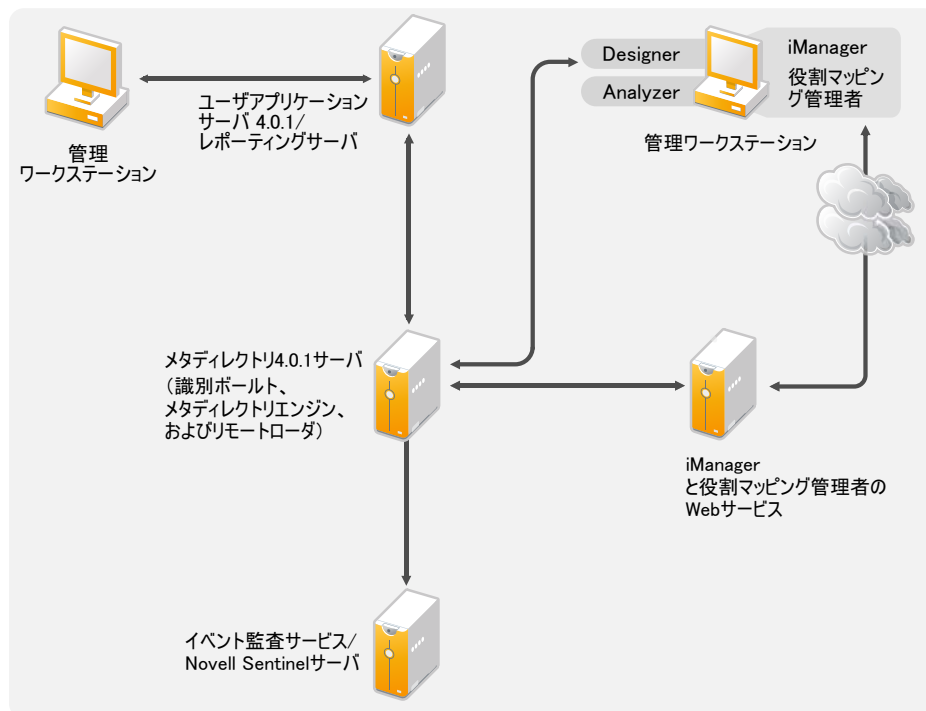 Designer
Analyzer
iManager
役割マッピン
グ管理者
管理ワークステーション
ユーザアプリケーション
サーバ 4.0.1/
レポーティングサーバ
管理
ワークステーション
メタディレクトリ4.0.1サーバ
（識別ボールト、
メタディレクトリエンジン、
およびリモートローダ）
iManager
と役割マッピング管理者の
Webサービス
イベント監査サービス/
Novell Sentinelサーバ